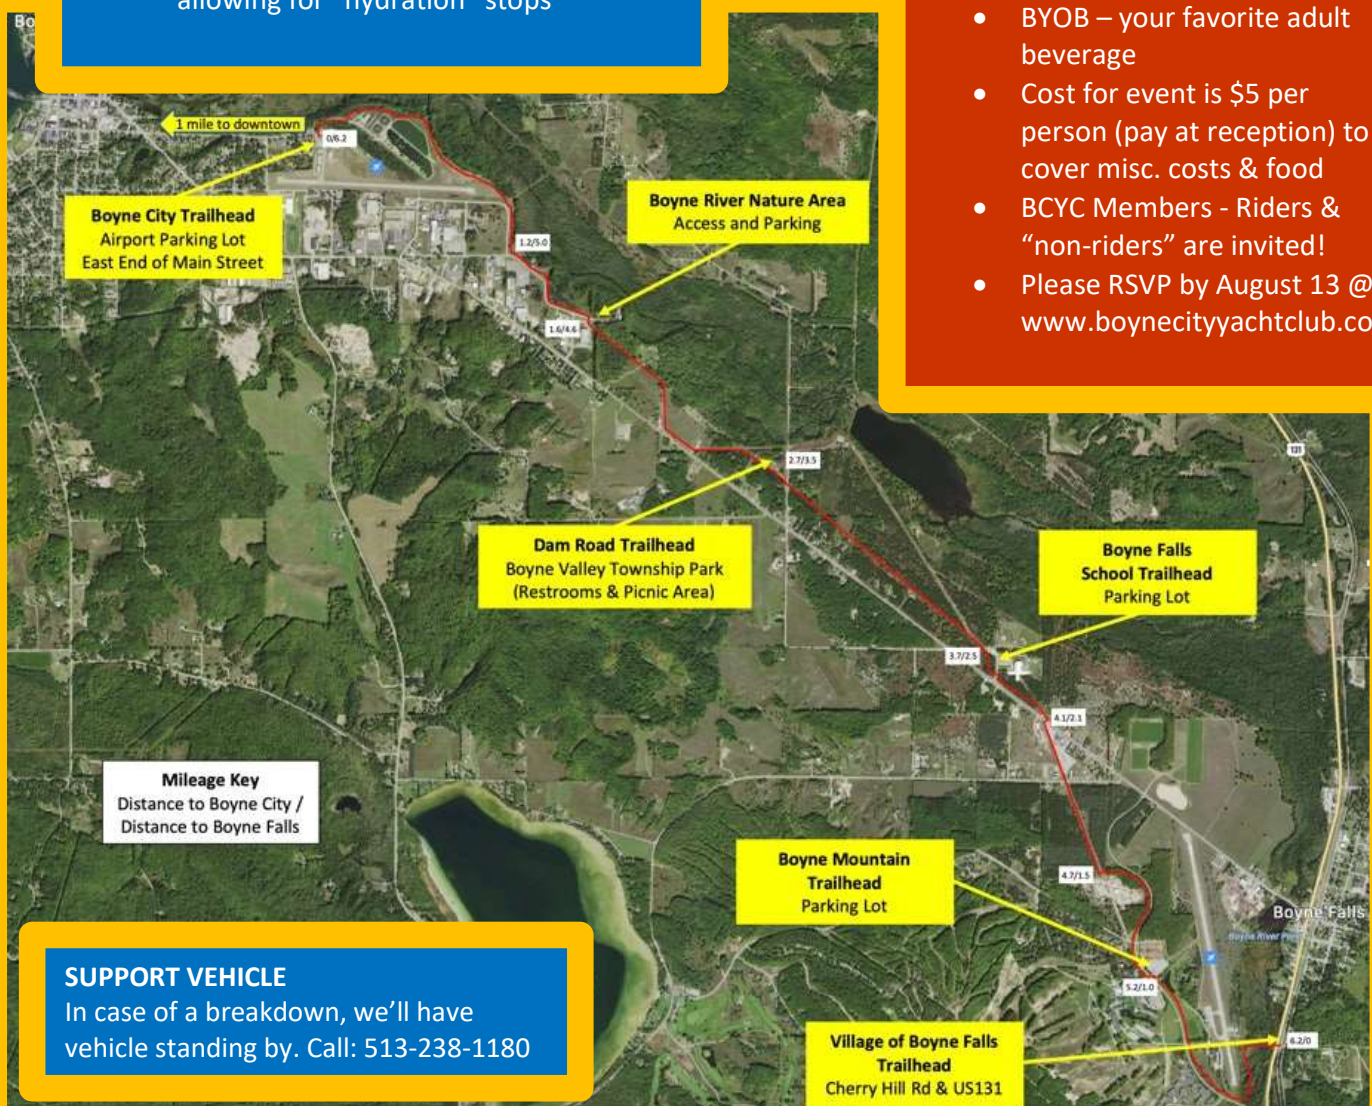 allowing for "hydration" stops
• BYOB – your favorite adult
beverage
• Cost for event is $5 per
person (pay at reception) to
cover misc. costs & food
• BCYC Members - Riders &
“non-riders” are invited!
• Please RSVP by August 13 @
www.boynecityyachtclub.co
Bo
1 mile to downtown
0/6.2
Boyne City Trailhead
Airport Parking Lot
East End of Main Street
Boyne River Nature Area
Access and Parking
1.2/5.0
1.6/4.6
131
2.7/3.5
Dam Road Trailhead
Boyne Valley Township Park
(Restrooms & Picnic Area)
Boyne Falls
School Trailhead
Parking Lot
3.7/2.5
4.1/2.1
Mileage Key
Distance to Boyne City /
Distance to Boyne Falls
Boyne Mountain
Trailhead
Parking Lot
4.7/1.5
Boyne Falls
Boyne River
5.2/1.0
SUPPORT VEHICLE
In case of a breakdown, we’ll have
vehicle standing by. Call: 513-238-1180
Village of Boyne Falls
Trailhead
Cherry Hill Rd & US131
6.2/0